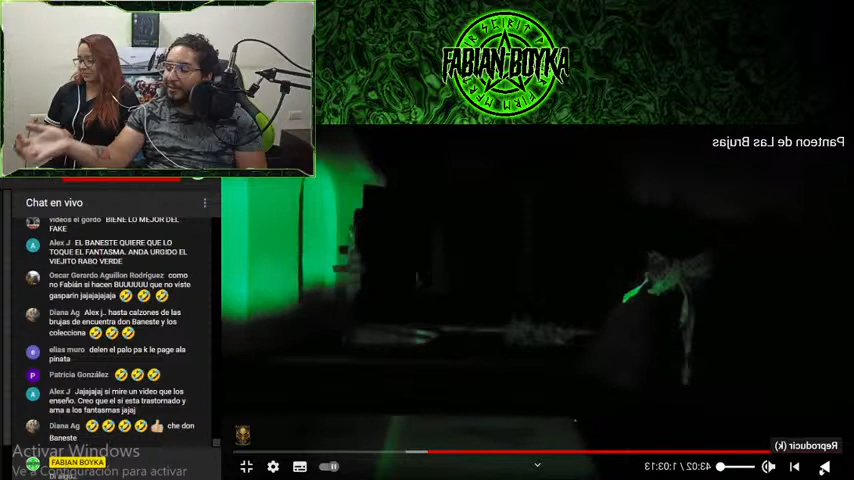 FABIAN BOYKA
Panteon de Las Brujas
Chat en vivo
videos el gordo BIENE LO MEJOR DEL
FAKE
Alex J EL BANESTE QUIERE QUE LO
TOQUE EL FANTASMA. ANDA URGIDO EL
VIEJITO RABO VERDE
Oscar Gerardo Aguillon Rodriguez como
no Fabián si hacen BUUUUUU que no viste
gasparin jajajajajaja 🤣 🤣 🤣
Diana Ag Alex j.. hasta calzones de las
brujas de encuentra don Baneste y los
colecciona 🤣 🤣 🤣
elias muro delen el palo pa k le page ala
pinata
Patricia González 🤣 🤣 🤣
Alex J Jajajajaj si mire un video que los
enseño. Creo que el si esta trastornado y
ama a los fantasmas jajaj
Diana Ag 🤣 🤣 🤣 🤣 👍 che don
Baneste
FABIAN BOYKA
Di algo...
Activar Windows
Ve a Configuración para activar
Reproducir (k)
43:02 / 1:03:13